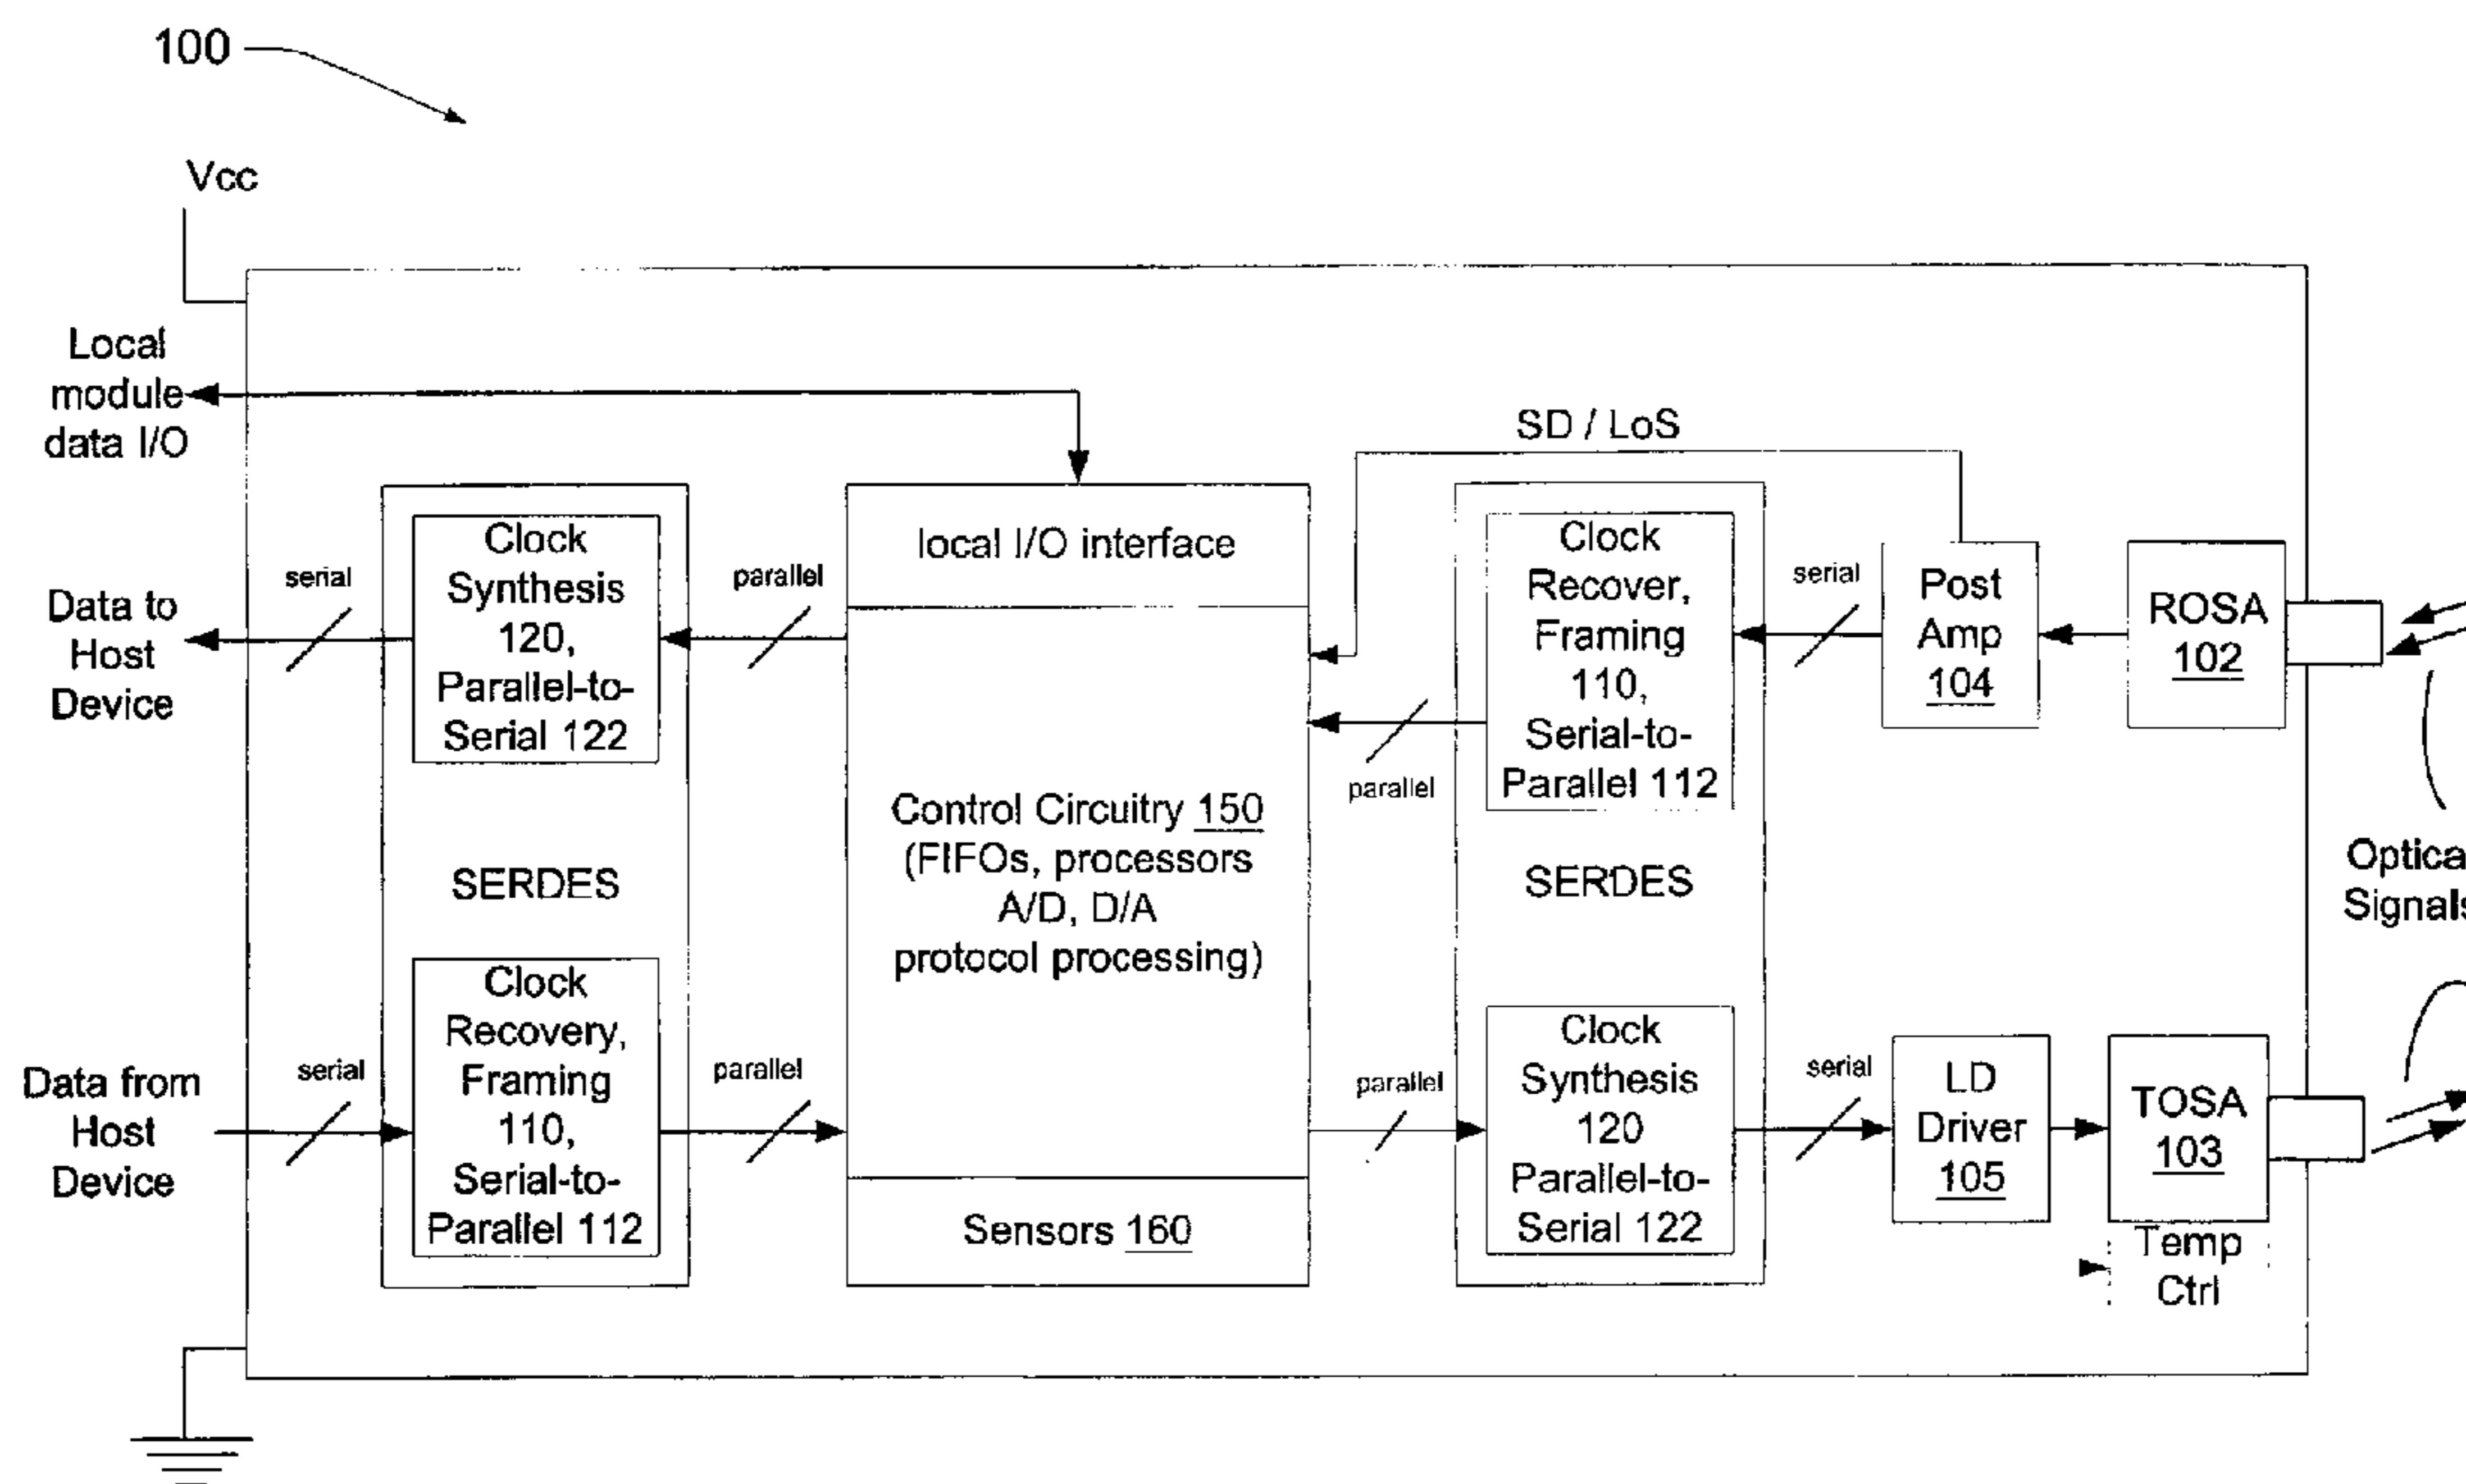 100
Vcc
Local
module
data I/O
SD / LoS
Clock
Synthesis
120,
Parallel-to-
Serial 122
local I/O interface
Clock
Recover,
Framing
110,
Serial-to-
Parallel 112
Post
Amp
104
ROSA
102
serial
parallel
serial
parallel
Data to
Host
Device
Control Circuitry 150
(FIFOs, processors
A/D, D/A
protocol processing)
SERDES
SERDES
Optica
Signals
Clock
Recovery,
Framing
110,
Serial-to-
Parallel 112
Clock
Synthesis
120
Parallel-to-
Serial 122
LD
Driver
105
TOSA
103
Temp
Ctrl
serial
parallel
parallel
serial
Data from
Host
Device
Sensors 160